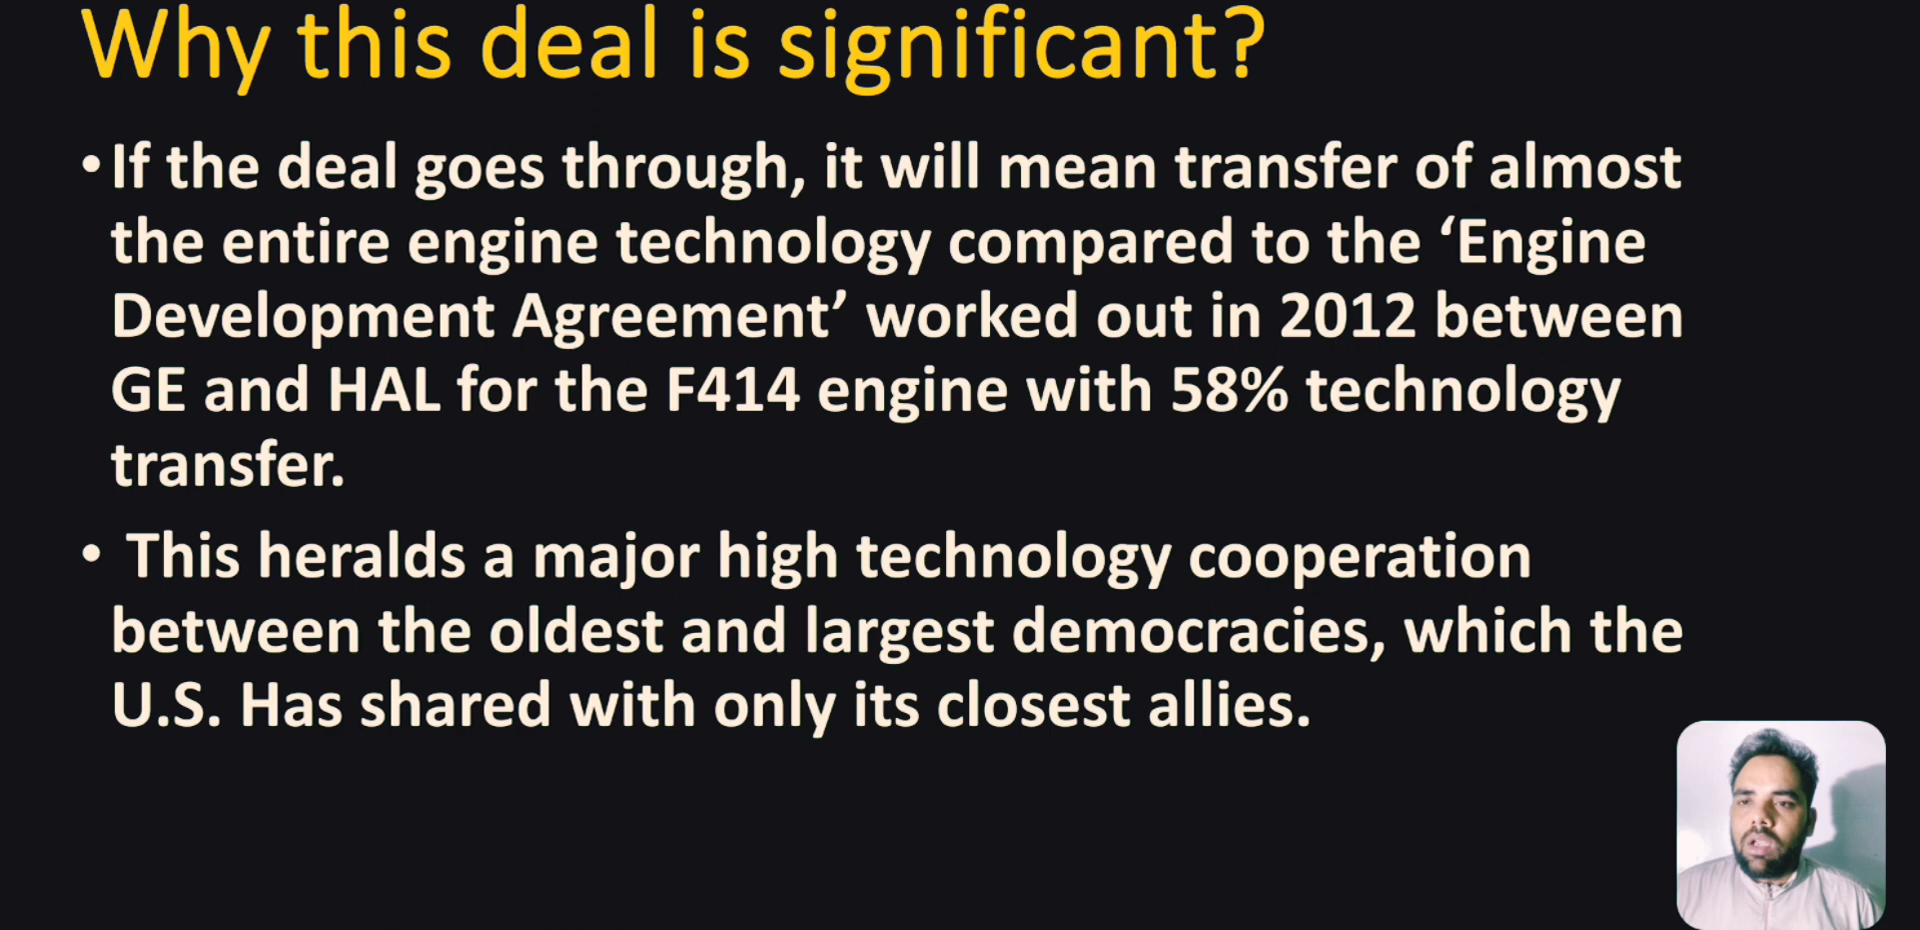 Why this deal is significant?
•If the deal goes through, it will mean transfer of almost
the entire engine technology compared to the ‘Engine
Development Agreement’ worked out in 2012 between
GE and HAL for the F414 engine with 58% technology
transfer.
• This heralds a major high technology cooperation
between the oldest and largest democracies, which the
U.S. Has shared with only its closest allies.